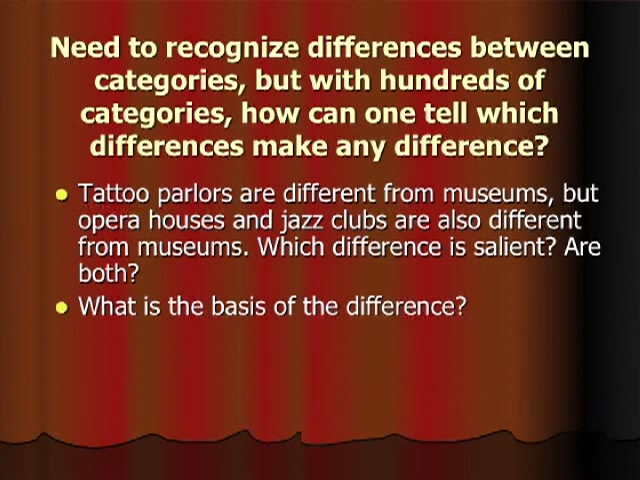 Need to recognize differences between
categories, but with hundreds of
categories, how can one tell which
differences make any difference?
Tattoo parlors are different from museums, but
opera houses and jazz clubs are also different
from museums. Which difference is salient? Are
both?
What is the basis of the difference?